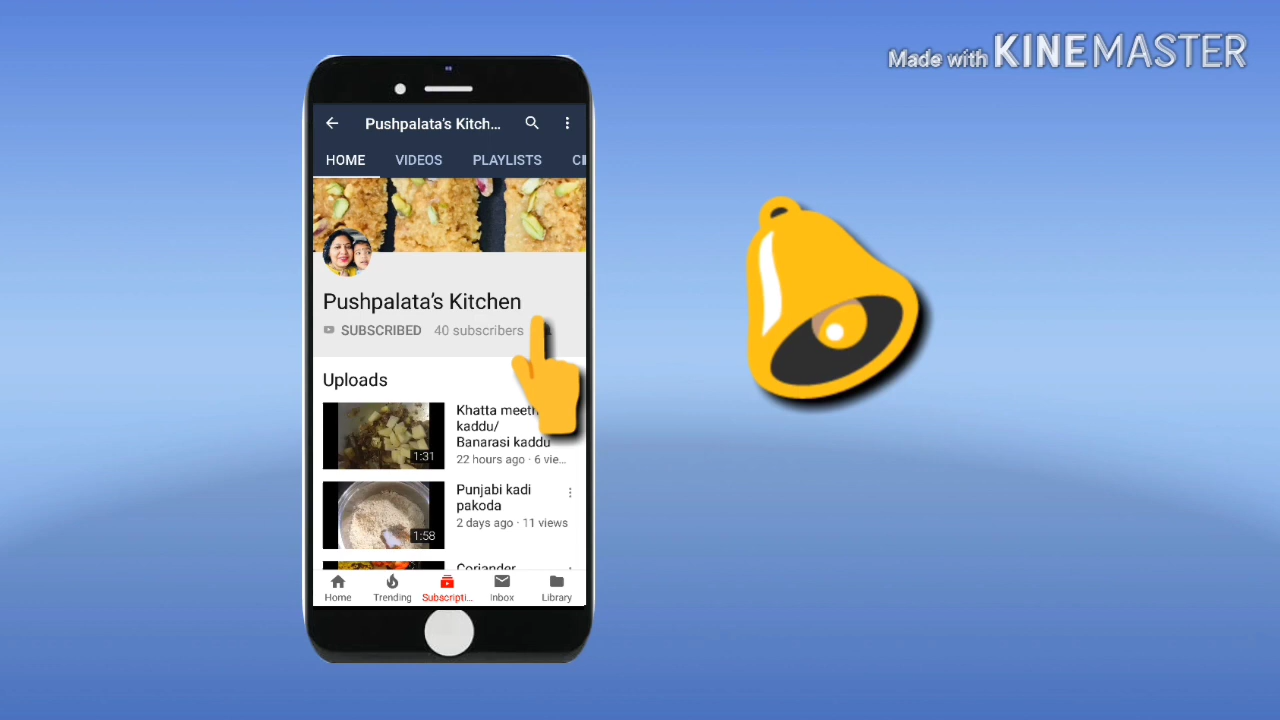 Made with KINEMASTER
Pushpalata's Kitch...
HOME VIDEOS PLAYLISTS
Pushpalata's Kitchen
SUBSCRIBED 40 subscribers
Uploads
Khatta meeth
kaddu/
Banarasi kaddu
22 hours ago · 6 vie...
1:31
Punjabi kadi
pakoda
2 days ago · 11 views
1:58
Coriander
Home Trending Subscripti... Inbox Library